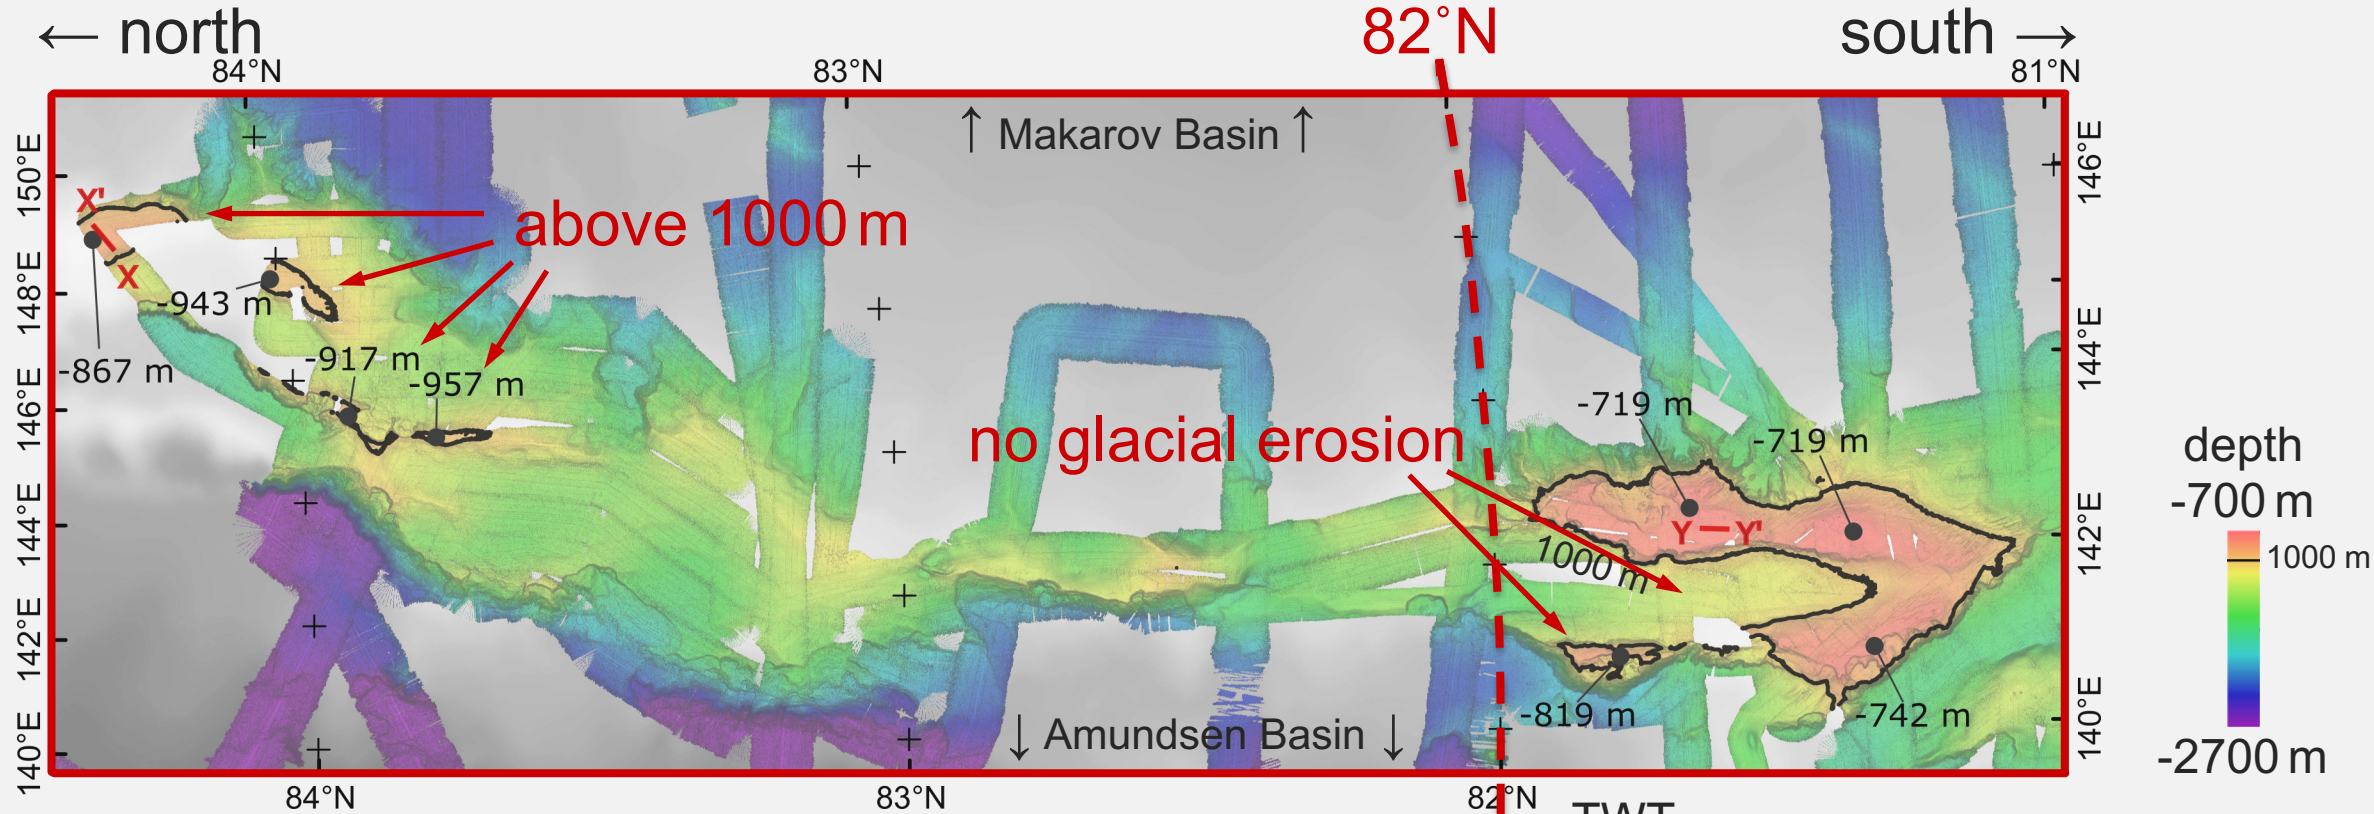 ← north
82°N
south →
84°N
83°N
81°N
↑ Makarov Basin ↑
150°E
148°E
146°E
144°E
142°E
140°E
146°E
144°E
142°E
140°E
X'
X
above 1000 m
-943 m
-867 m
-917 m
-957 m
no glacial erosion
-719 m
-719 m
Y — Y'
1000 m
-819 m
-742 m
↓ Amundsen Basin ↓
depth
-700 m
1000 m
-2700 m
84°N
83°N
82°N